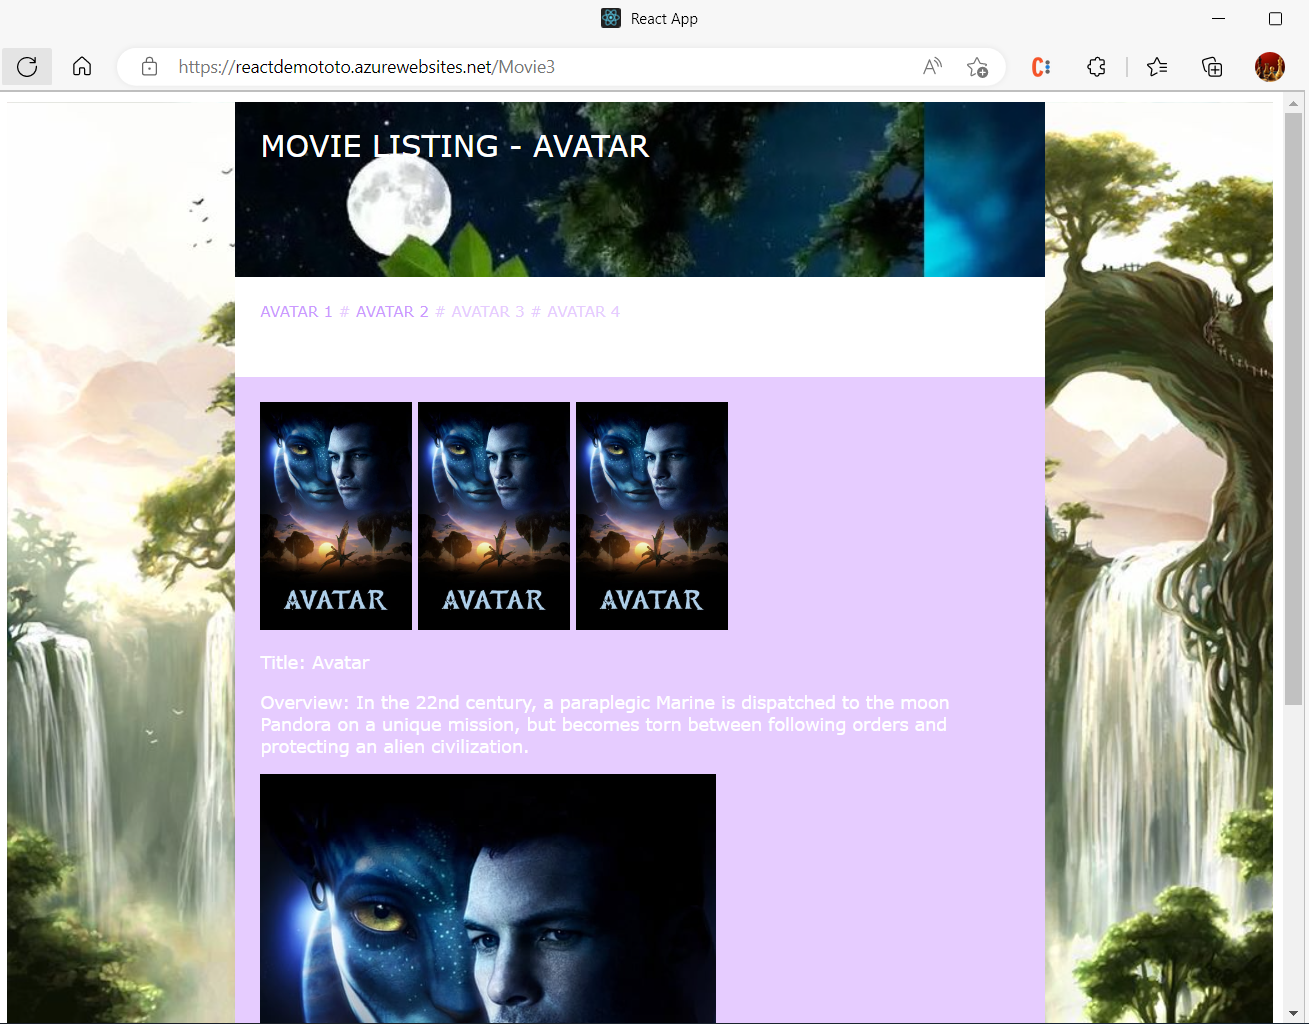 React App
https://reactdemototo.azurewebsites.net/Movie3
MOVIE LISTING - AVATAR
AVATAR 1 # AVATAR 2 # AVATAR 3 # AVATAR 4
AVATAR AVATAR AVATAR
Title: Avatar
Overview: In the 22nd century, a paraplegic Marine is dispatched to the moon
Pandora on a unique mission, but becomes torn between following orders and
protecting an alien civilization.